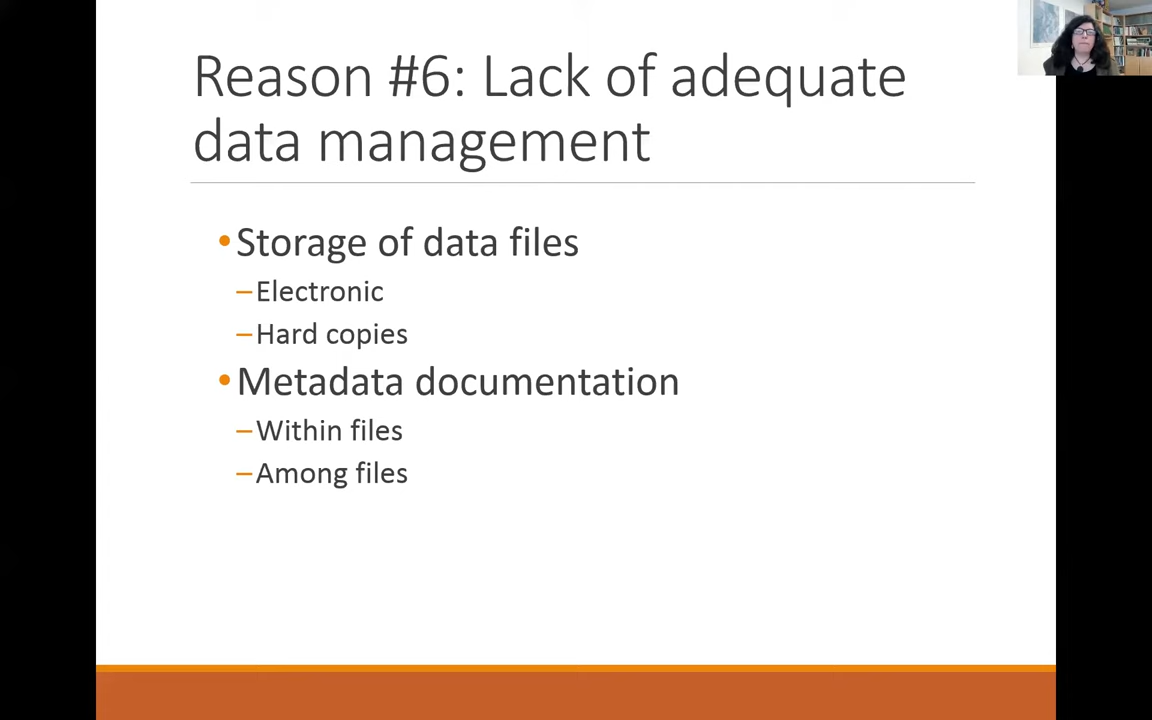 Reason #6: Lack of adequate
data management
•Storage of data files
–Electronic
–Hard copies
•Metadata documentation
–Within files
–Among files